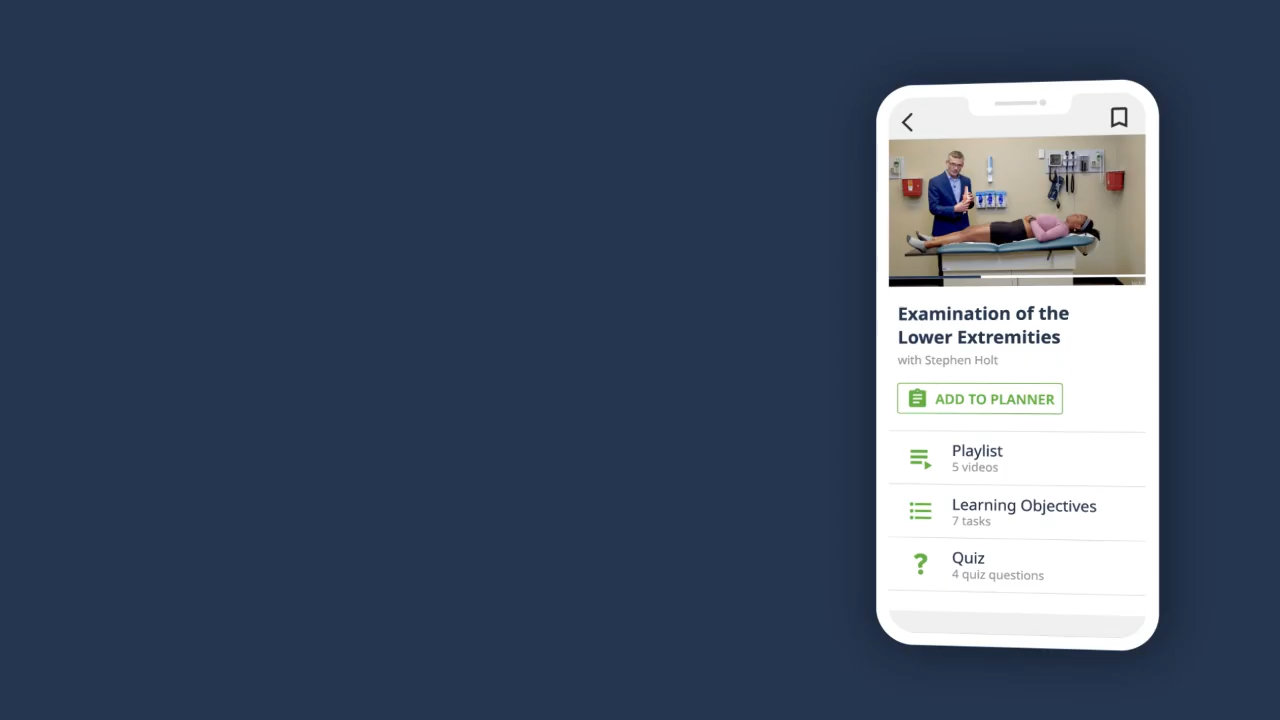 Examination of the
Lower Extremities
with Stephen Holt
ADD TO PLANNER
Playlist
5 videos
Learning Objectives
7 tasks
Quiz
4 quiz questions